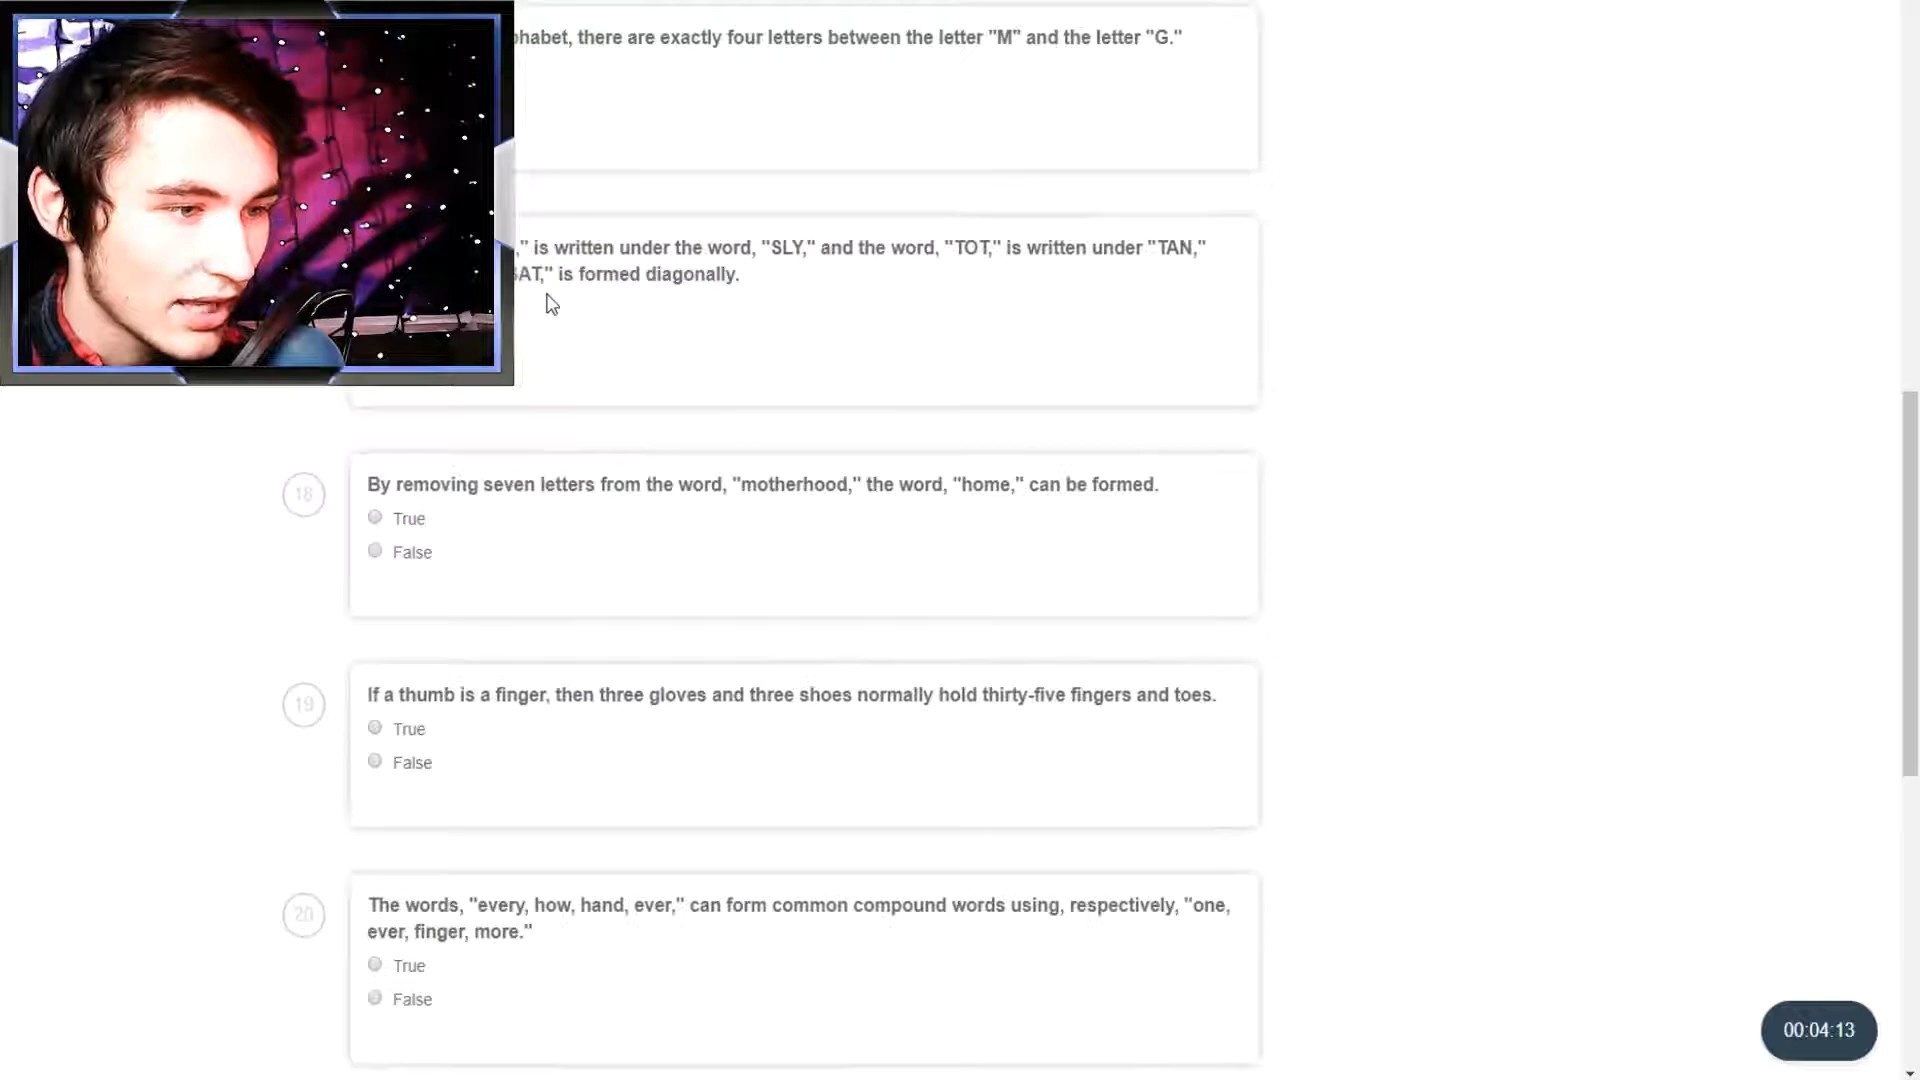 there are exactly four letters between the letter "M" and the letter "G."
is written under the word, "SLY," and the word, "TOT," is written under "TAN,"
is formed diagonally.
18
By removing seven letters from the word, "motherhood," the word, "home," can be formed.
True
False
19
If a thumb is a finger, then three gloves and three shoes normally hold thirty-five fingers and toes.
True
False
20
The words, "every, how, hand, ever," can form common compound words using, respectively, "one,
ever, finger, more."
True
False
00:04:13